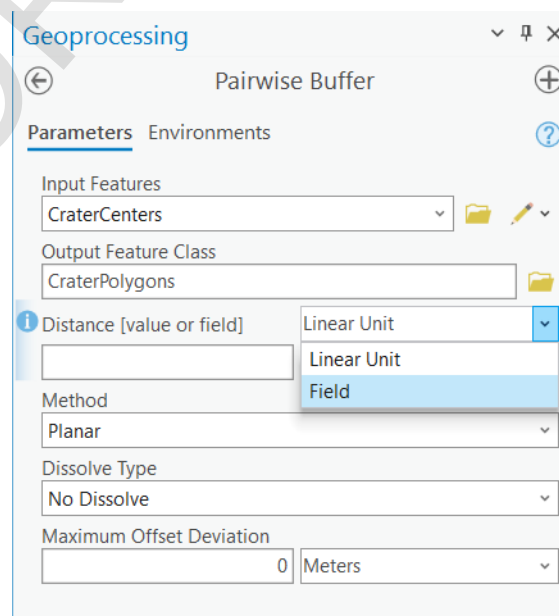 Geoprocessing
Pairwise Buffer
Parameters Environments
Input Features
CraterCenters
Output Feature Class
CraterPolygons
Distance [value or field] Linear Unit
Linear Unit
Field
Method
Planar
Dissolve Type
No Dissolve
Maximum Offset Deviation
0 Meters